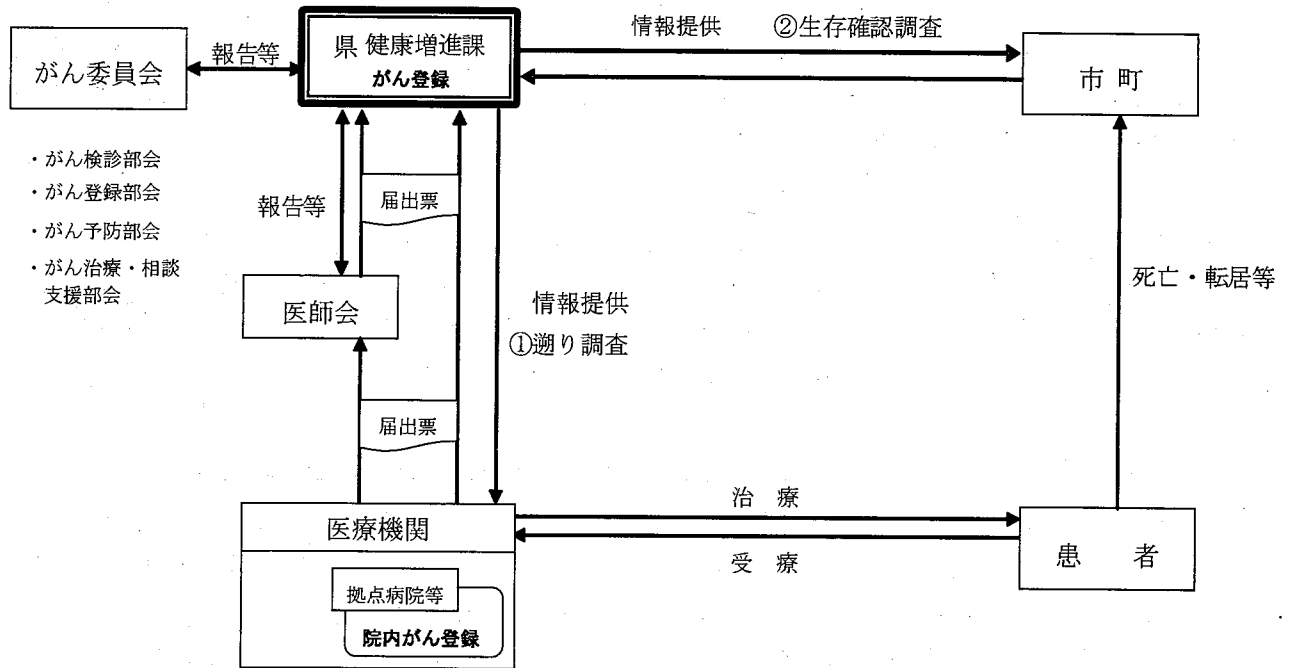 情報提供 ②生存確認調査
がん委員会
報告等
県 健康増進課
がん登録
市 町
・がん検診部会
・がん登録部会
・がん予防部会
・がん治療・相談
支援部会
報告等
届出票
医師会
情報提供
①遡り調査
死亡・転居等
届出票
医療機関
治 療
受 療
患 者
拠点病院等
院内がん登録